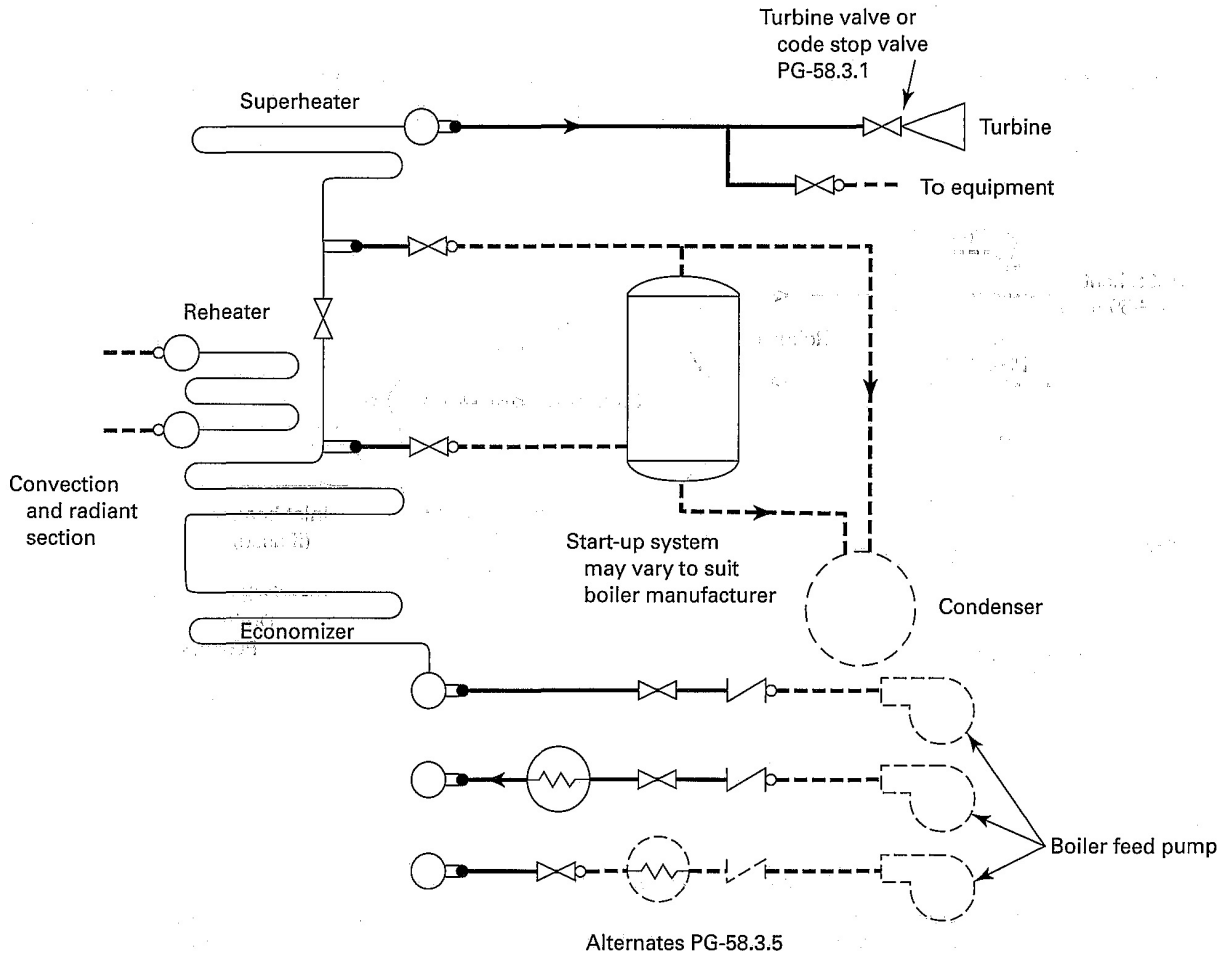 Turbine valve or
code stop valve
PG-58.3.1
Superheater
Turbine
To equipment
Reheater
Convection
and radiant
section
Start-up system
may vary to suit
boiler manufacturer
Condenser
Economizer
Boiler feed pump
Alternates PG-58.3.5